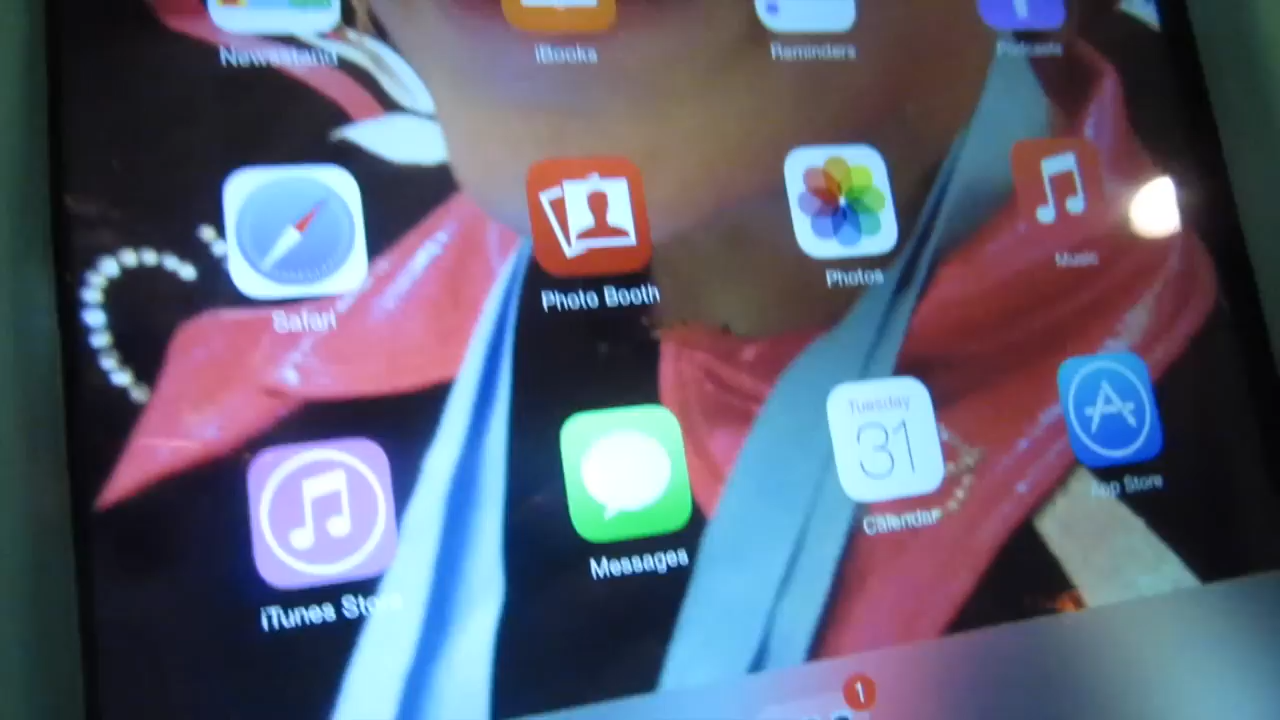 Newsstand
iBooks
Reminders
Podcasts
Safari
Photo Booth
Photos
Music
iTunes Store
Messages
Tuesday
31
Calendar
App Store
1